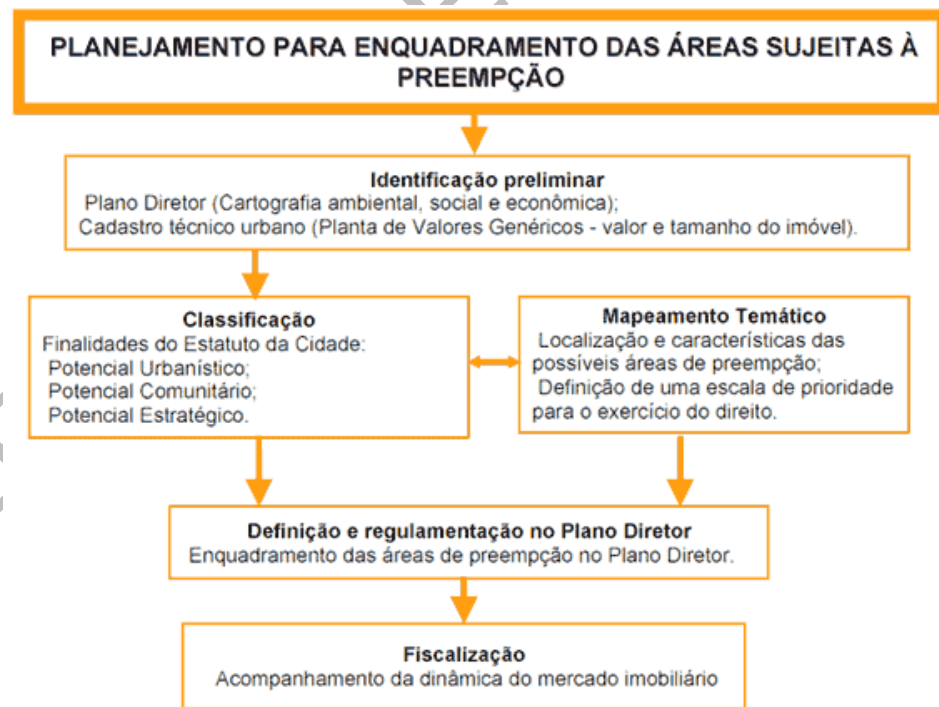 PLANEJAMENTO PARA ENQUADRAMENTO DAS ÁREAS SUJEITAS À
PREEMPÇÃO
Identificação preliminar
Plano Diretor (Cartografia ambiental, social e econômica);
Cadastro técnico urbano (Planta de Valores Genéricos - valor e tamanho do imóvel).
Classificação
Finalidades do Estatuto da Cidade:
Potencial Urbanístico;
Potencial Comunitário;
Potencial Estratégico.
Mapeamento Temático
Localização e características das
possíveis áreas de preempção;
Definição de uma escala de prioridade
para o exercício do direito.
Definição e regulamentação no Plano Diretor
Enquadramento das áreas de preempção no Plano Diretor.
Fiscalização
Acompanhamento da dinâmica do mercado imobiliário